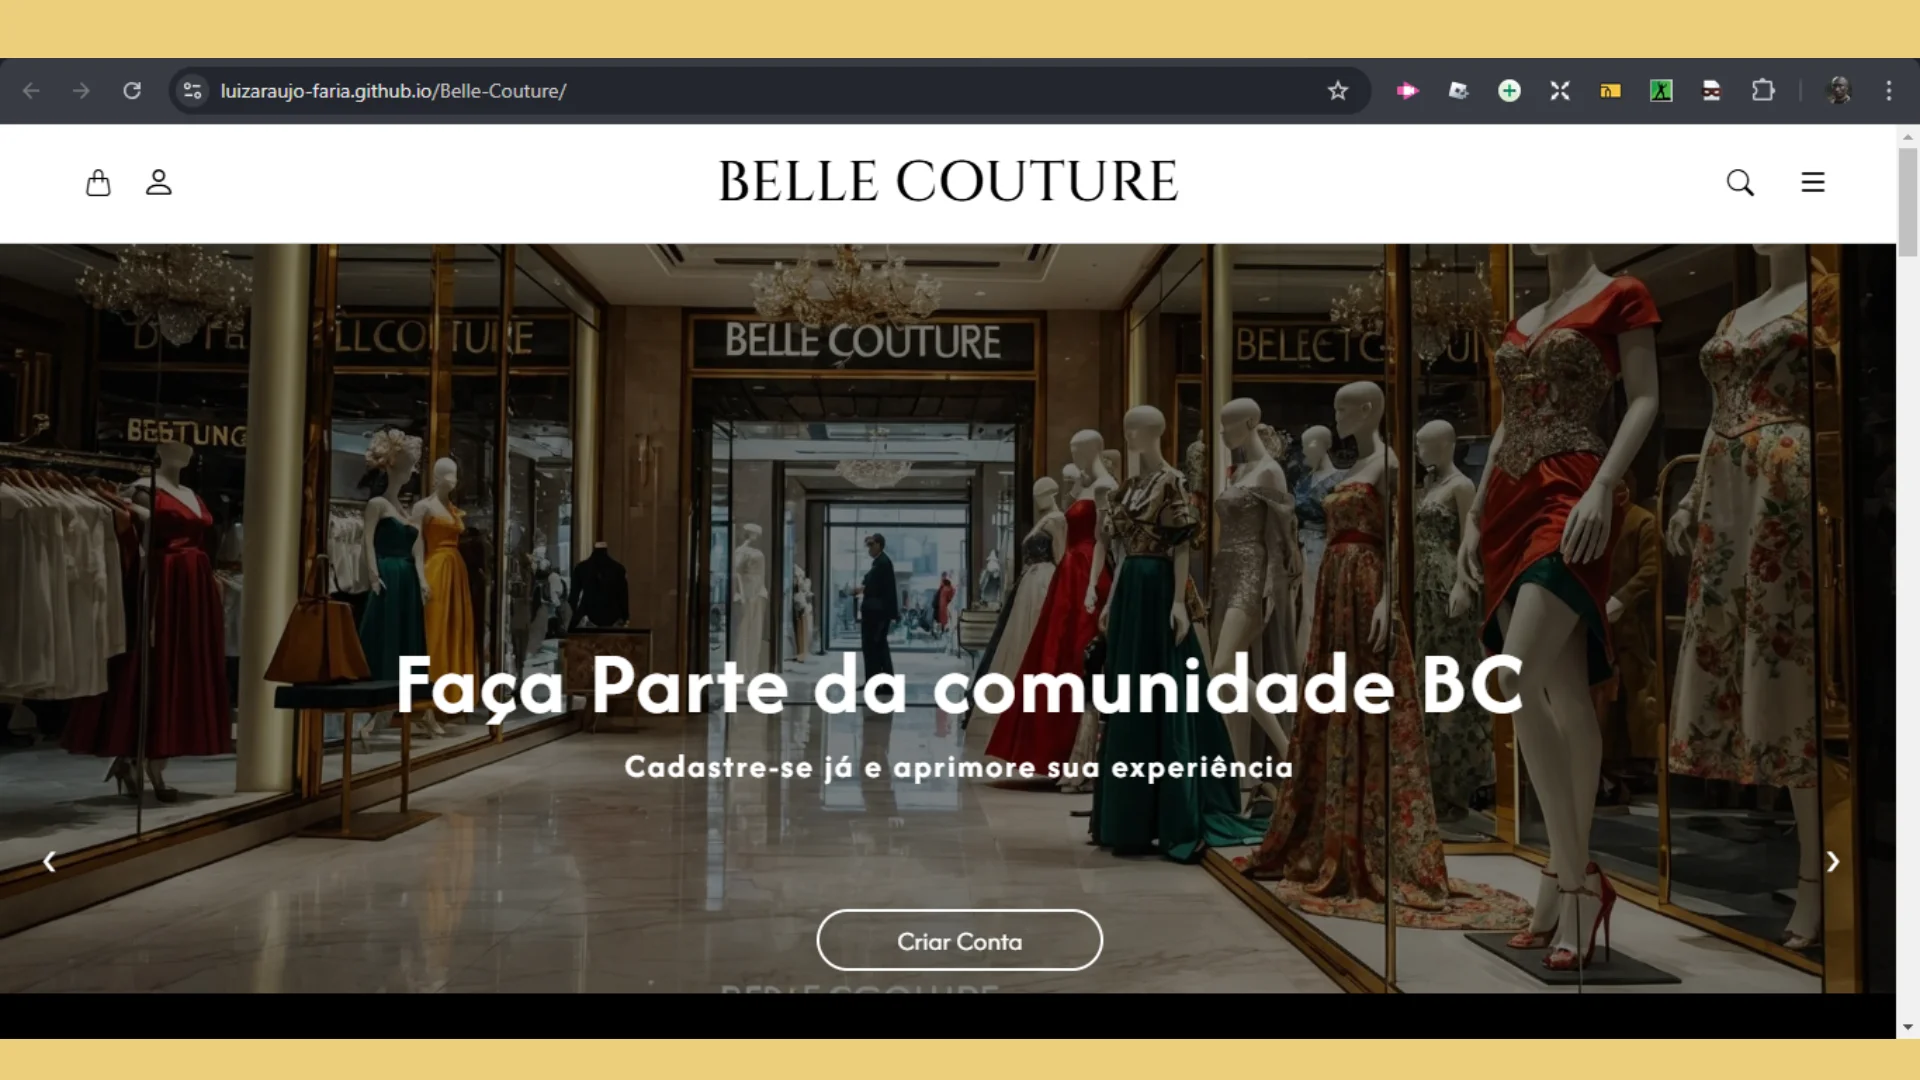 luizaraujo-faria.github.io/Belle-Couture/
BELLE COUTURE
BELLE COUTURE
Faça Parte da comunidade BC
Cadastre-se já e aprimore sua experiência
Criar Conta